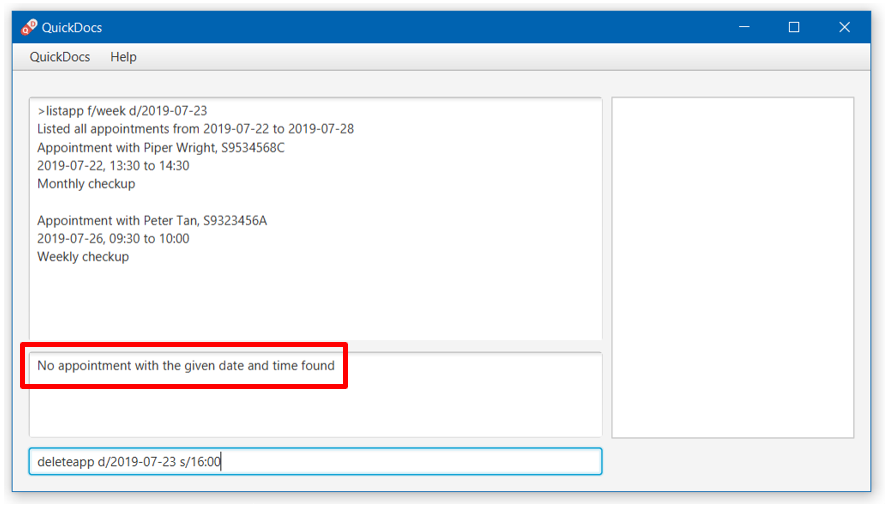 QuickDocs
QuickDocs Help
>listapp f/week d/2019-07-23
Listed all appointments from 2019-07-22 to 2019-07-28
Appointment with Piper Wright, S9534568C
2019-07-22, 13:30 to 14:30
Monthly checkup
Appointment with Peter Tan, S9323456A
2019-07-26, 09:30 to 10:00
Weekly checkup
No appointment with the given date and time found
deleteapp d/2019-07-23 s/16:00